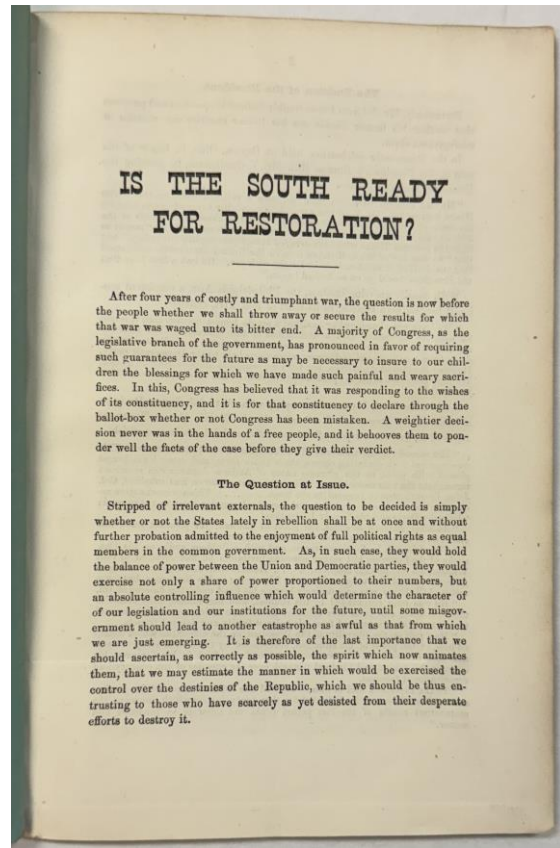 IS THE SOUTH READY
FOR RESTORATION?
After four years of costly and triumphant war, the question is now before
the people whether we shall throw away or secure the results for which
that war was waged unto its bitter end. A majority of Congress, as the
legislative branch of the government, has pronounced in favor of requiring
such guarantees for the future as may be necessary to insure to our chil-
dren the blessings for which we have made such painful and weary sacri-
fices. In this, Congress has believed that it was responding to the wishes
of its constituency, and it is for that constituency to declare through the
ballot-box whether or not Congress has been mistaken. A weightier deci-
sion never was in the hands of a free people, and it behooves them to pon-
der well the facts of the case before they give their verdict.
The Question at Issue.
Stripped of irrelevant externals, the question to be decided is simply
whether or not the States lately in rebellion shall be at once and without
further probation admitted to the enjoyment of full political rights as equal
members in the common government. As, in such case, they would hold
the balance of power between the Union and Democratic parties, they would
exercise not only a share of power proportioned to their numbers, but
an absolute controlling influence which would determine the character of
of our legislation and our institutions for the future, until some misgov-
ernment should lead to another catastrophe as awful as that from which
we are just emerging. It is therefore of the last importance that we
should ascertain, as correctly as possible, the spirit which now animates
them, that we may estimate the manner in which would be exercised the
control over the destinies of the Republic, which we should be thus en-
trusting to those who have scarcely as yet desisted from their desperate
efforts to destroy it.